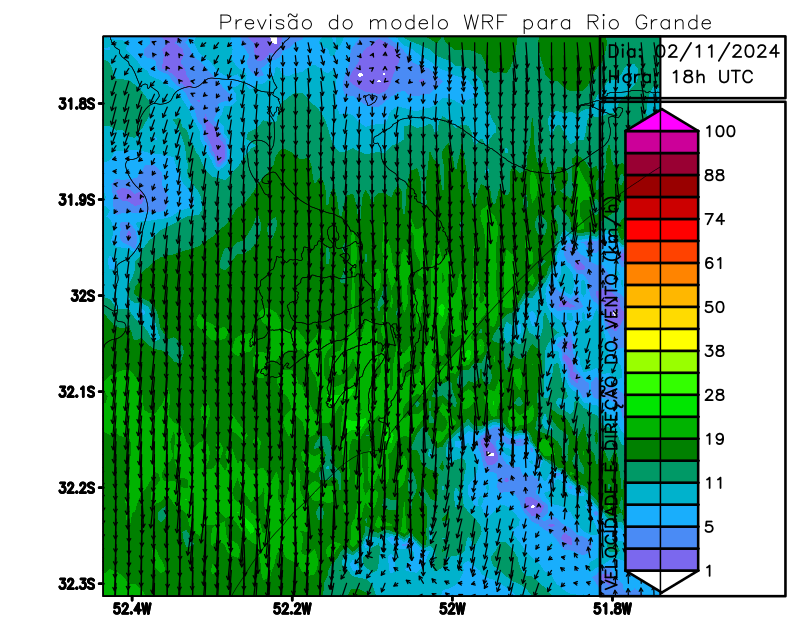 Previsão do modelo WRF para Rio Grande
Dia: 02/11/2024
Hora: 18h UTC
31.8S
31.9S
32S
32.1S
32.2S
32.3S
52.4W
52.2W
52W
51.8W
VELOCIDADE E DIREÇÃO DO VENTO (km/h)
100
88
74
61
50
38
28
19
11
5
1